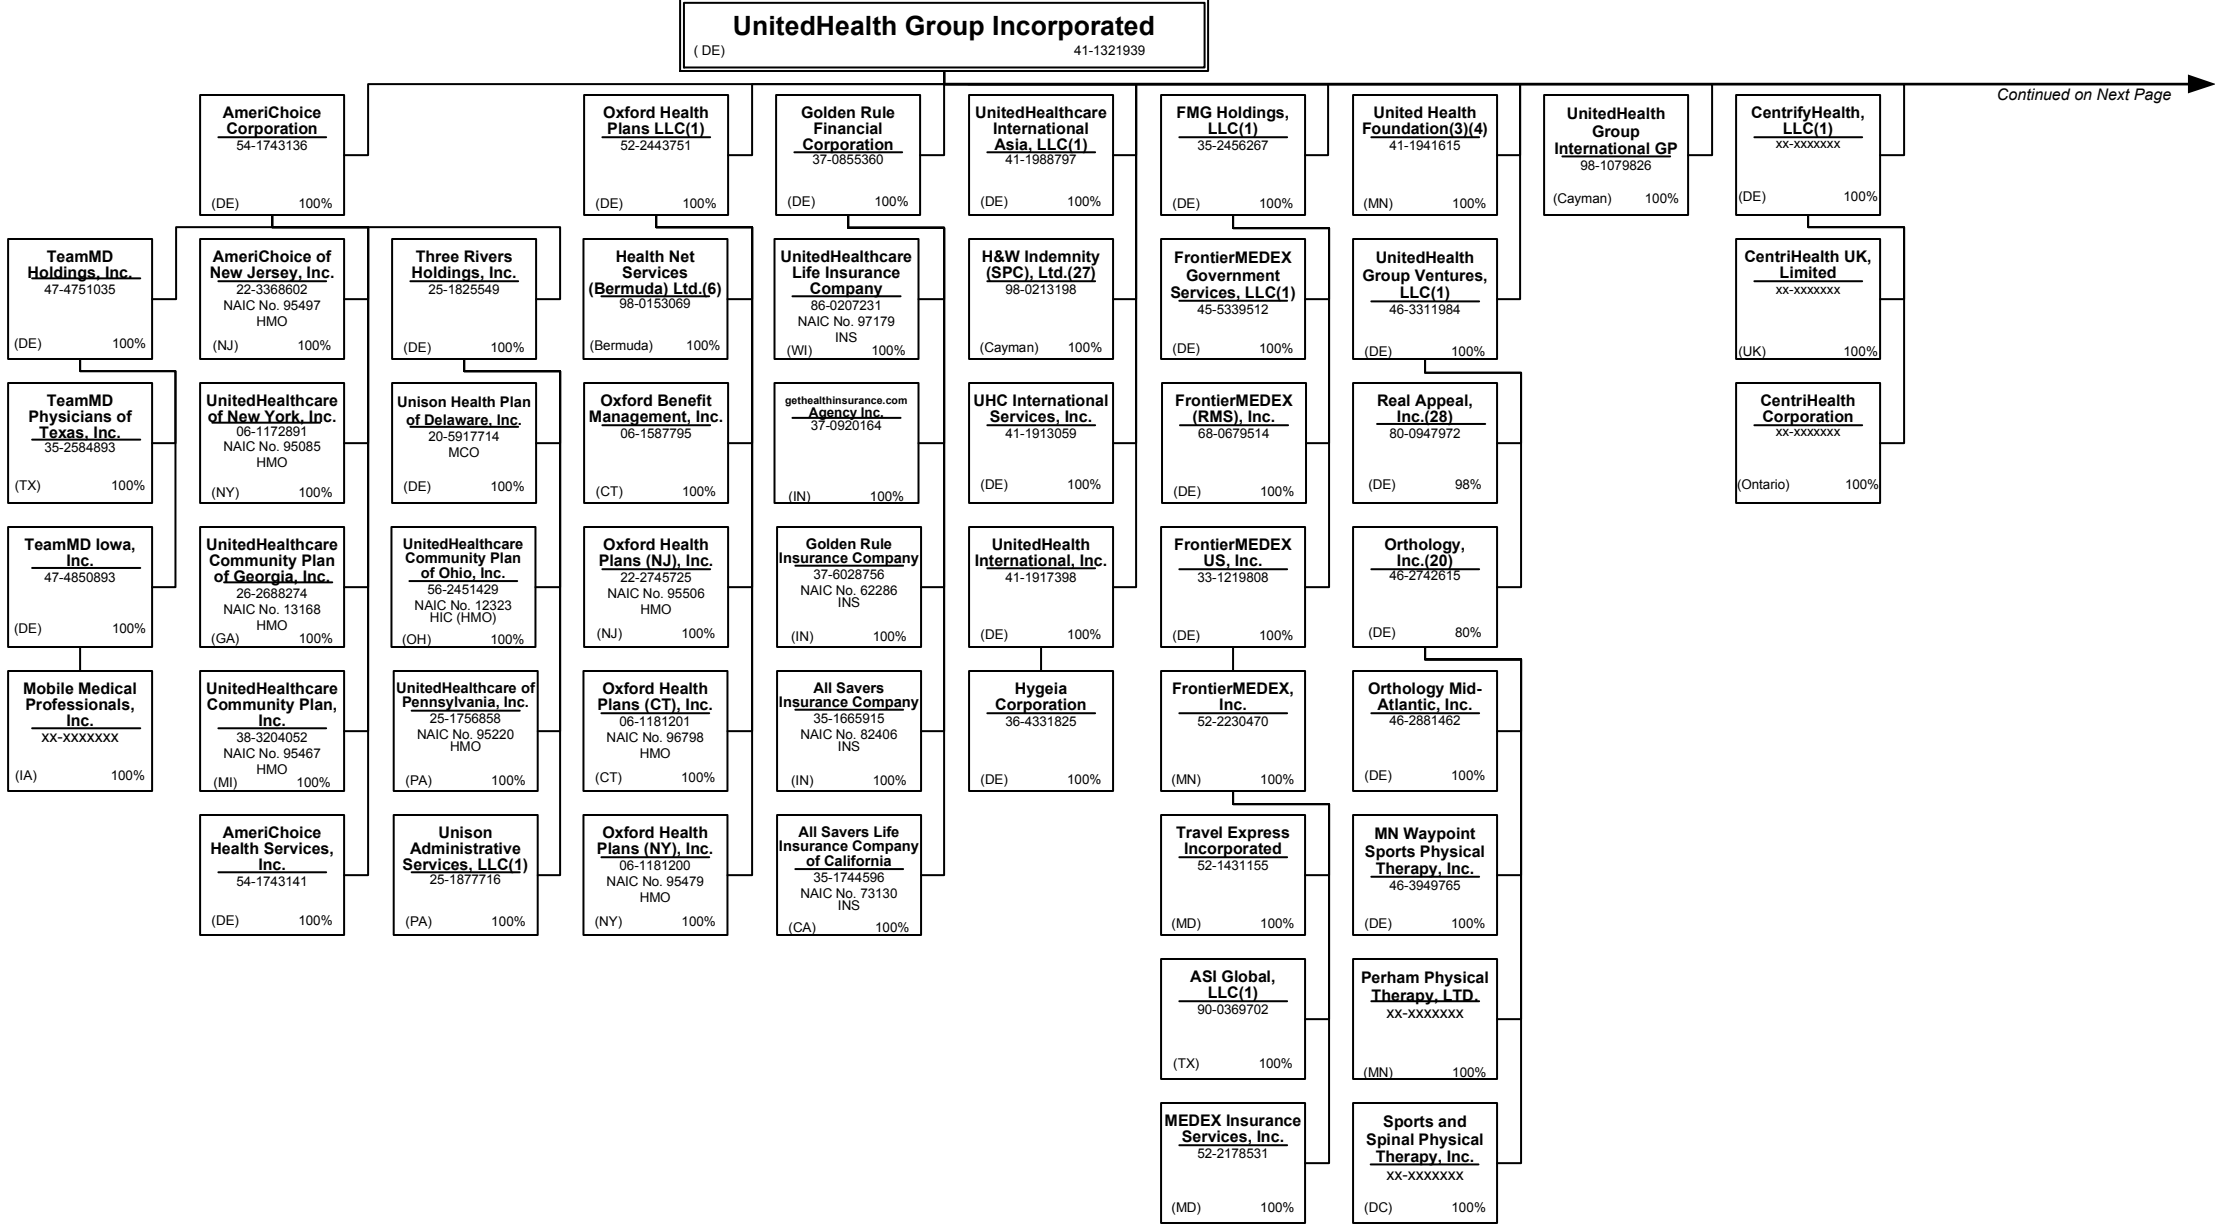 UnitedHealth Group Incorporated
( DE) 41-1321939
Continued on Next Page
AmeriChoice
Corporation
54-1743136
(DE) 100%
Oxford Health
Plans LLC(1)
52-2443751
(DE) 100%
Golden Rule
Financial
Corporation
37-0855360
(DE) 100%
UnitedHealthcare
International
Asia, LLC(1)
41-1988797
(DE) 100%
FMG Holdings,
LLC(1)
35-2456267
(DE) 100%
United Health
Foundation(3)(4)
41-1941615
(MN) 100%
UnitedHealth
Group
International GP
98-1079826
(Cayman) 100%
CentrifyHealth,
LLC(1)
xx-xxxxxxx
(DE) 100%
TeamMD
Holdings, Inc.
47-4751035
(DE) 100%
AmeriChoice of
New Jersey, Inc.
22-3368602
NAIC No. 95497
HMO
(NJ) 100%
Three Rivers
Holdings, Inc.
25-1825549
(DE) 100%
Health Net
Services
(Bermuda) Ltd.(6)
98-0153069
(Bermuda) 100%
UnitedHealthcare
Life Insurance
Company
86-0207231
NAIC No. 97179
INS
(WI) 100%
H&W Indemnity
(SPC), Ltd.(27)
98-0213198
(Cayman) 100%
FrontierMEDEX
Government
Services, LLC(1)
45-5339512
(DE) 100%
UnitedHealth
Group Ventures,
LLC(1)
46-3311984
(DE) 100%
CentriHealth UK,
Limited
xx-xxxxxxx
(UK) 100%
TeamMD
Physicians of
Texas, Inc.
35-2584893
(TX) 100%
UnitedHealthcare
of New York, Inc.
06-1172891
NAIC No. 95085
HMO
(NY) 100%
Unison Health Plan
of Delaware, Inc.
20-5917714
MCO
(DE) 100%
Oxford Benefit
Management, Inc.
06-1587795
(CT) 100%
gethealthinsurance.com
Agency Inc.
37-0920164
(IN) 100%
UHC International
Services, Inc.
41-1913059
(DE) 100%
FrontierMEDEX
(RMS), Inc.
68-0679514
(DE) 100%
Real Appeal,
Inc.(28)
80-0947972
(DE) 98%
CentriHealth
Corporation
xx-xxxxxxx
(Ontario) 100%
TeamMD Iowa,
Inc.
47-4850893
(DE) 100%
UnitedHealthcare
Community Plan
of Georgia, Inc.
26-2688274
NAIC No. 13168
HMO
(GA) 100%
UnitedHealthcare
Community Plan
of Ohio, Inc.
56-2451429
NAIC No. 12323
HIC (HMO)
(OH) 100%
Oxford Health
Plans (NJ), Inc.
22-2745725
NAIC No. 95506
HMO
(NJ) 100%
Golden Rule
Insurance Company
37-6028756
NAIC No. 62286
INS
(IN) 100%
UnitedHealth
International, Inc.
41-1917398
(DE) 100%
FrontierMEDEX
US, Inc.
33-1219808
(DE) 100%
Orthology,
Inc.(20)
46-2742615
(DE) 80%
Mobile Medical
Professionals,
Inc.
xx-xxxxxxx
(IA) 100%
UnitedHealthcare
Community Plan,
Inc.
38-3204052
NAIC No. 95467
HMO
(MI) 100%
UnitedHealthcare of
Pennsylvania, Inc.
25-1756858
NAIC No. 95220
HMO
(PA) 100%
Oxford Health
Plans (CT), Inc.
06-1181201
NAIC No. 96798
HMO
(CT) 100%
All Savers
Insurance Company
35-1665915
NAIC No. 82406
INS
(IN) 100%
Hygeia
Corporation
36-4331825
(DE) 100%
FrontierMEDEX,
Inc.
52-2230470
(MN) 100%
Orthology Mid-
Atlantic, Inc.
46-2881462
(DE) 100%
AmeriChoice
Health Services,
Inc.
54-1743141
(DE) 100%
Unison
Administrative
Services, LLC(1)
25-1877716
(PA) 100%
Oxford Health
Plans (NY), Inc.
06-1181200
NAIC No. 95479
HMO
(NY) 100%
All Savers Life
Insurance Company
of California
35-1744596
NAIC No. 73130
INS
(CA) 100%
Travel Express
Incorporated
52-1431155
(MD) 100%
MN Waypoint
Sports Physical
Therapy, Inc.
46-3949765
(DE) 100%
ASI Global,
LLC(1)
90-0369702
(TX) 100%
Perham Physical
Therapy, LTD.
xx-xxxxxxx
(MN) 100%
MEDEX Insurance
Services, Inc.
52-2178531
(MD) 100%
Sports and
Spinal Physical
Therapy, Inc.
xx-xxxxxxx
(DC) 100%